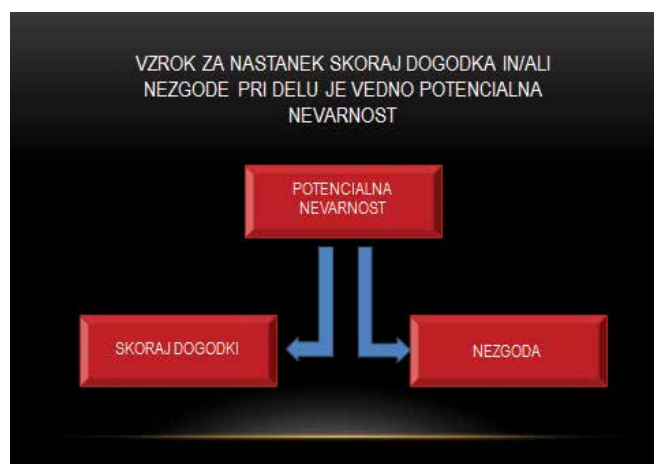 VZROK ZA NASTANEK SKORAJ DOGODKA IN/ALI
NEZGODE PRI DELU JE VEDNO POTENCIALNA
NEVARNOST
POTENCIALNA
NEVARNOST
SKORAJ DOGODKI
NEZGODA